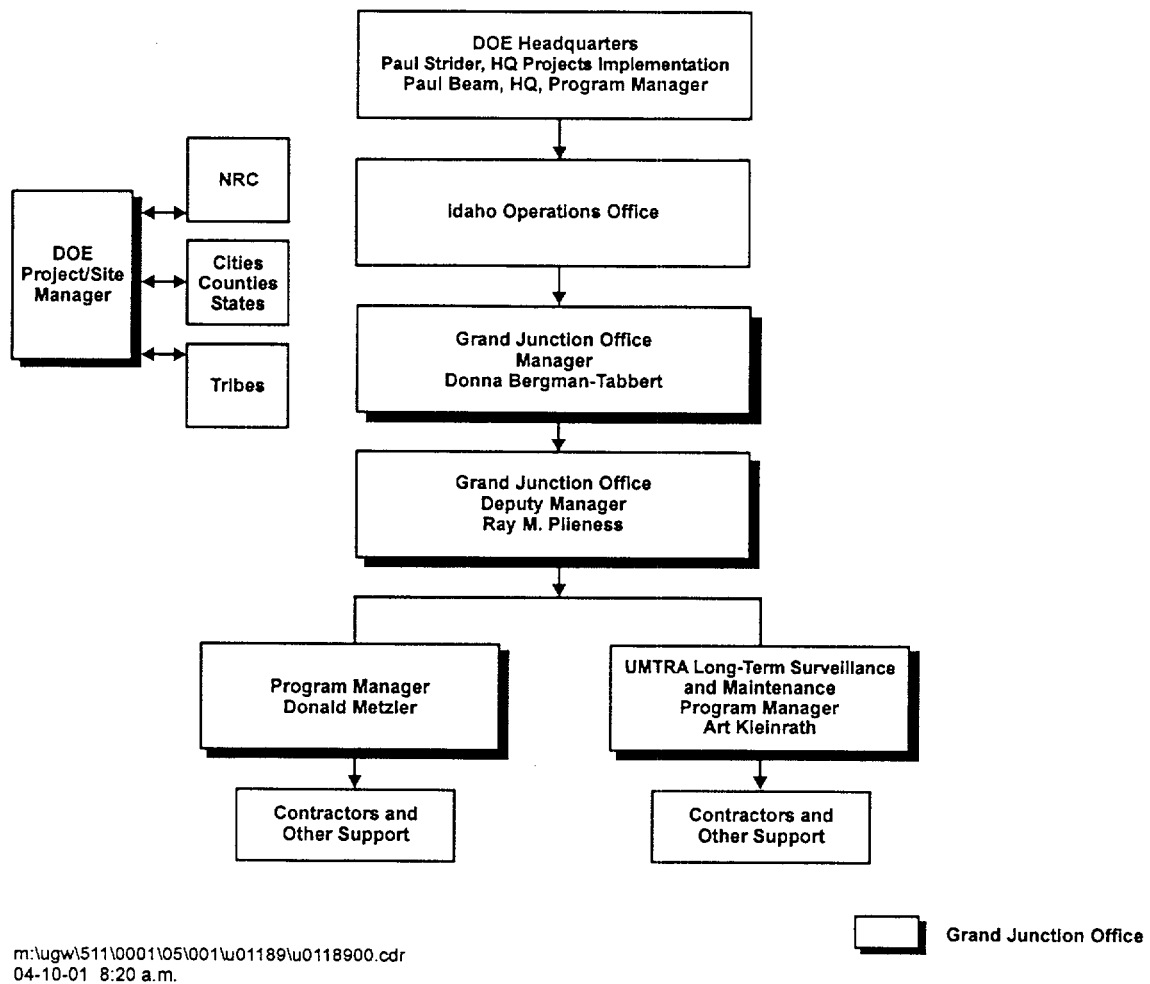 DOE Headquarters
Paul Strider, HQ Projects Implementation
Paul Beam, HQ, Program Manager
NRC
Idaho Operations Office
DOE
Project/Site
Manager
Cities
Counties
States
Tribes
Grand Junction Office
Manager
Donna Bergman-Tabbert
Grand Junction Office
Deputy Manager
Ray M. Plieness
Program Manager
Donald Metzler
UMTRA Long-Term Surveillance
and Maintenance
Program Manager
Art Kleinrath
Contractors and
Other Support
Contractors and
Other Support
Grand Junction Office
m:\ugw\511\0001\05\001\u01189\u0118900.cdr
04-10-01 8:20 a.m.